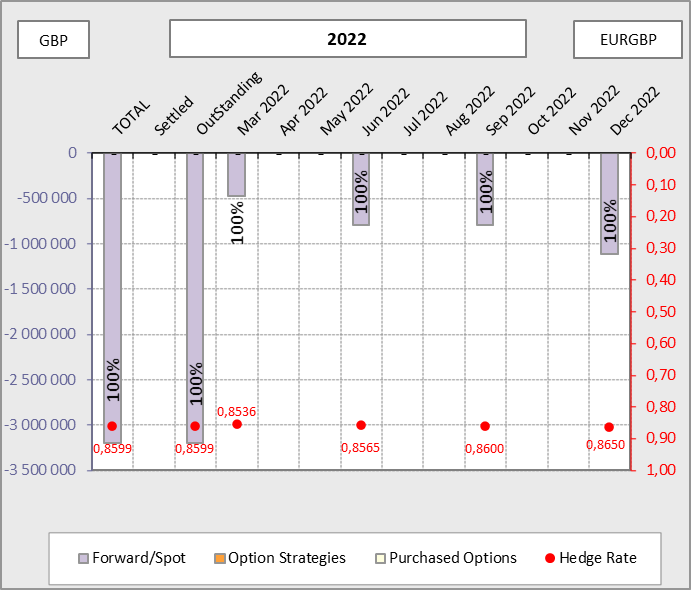 GBP
2022
EURGBP
TOTAL
Settled
OutStanding
Mar 2022
Apr 2022
May 2022
Jun 2022
Jul 2022
Aug 2022
Sep 2022
Oct 2022
Nov 2022
Dec 2022
0
-500 000
-1 000 000
-1 500 000
-2 000 000
-2 500 000
-3 000 000
-3 500 000
0,00
0,10
0,20
0,30
0,40
0,50
0,60
0,70
0,80
0,90
1,00
100%
100%
100%
100%
100%
100%
0,8599
0,8599
0,8536
0,8565
0,8600
0,8650
Forward/Spot
Option Strategies
Purchased Options
Hedge Rate